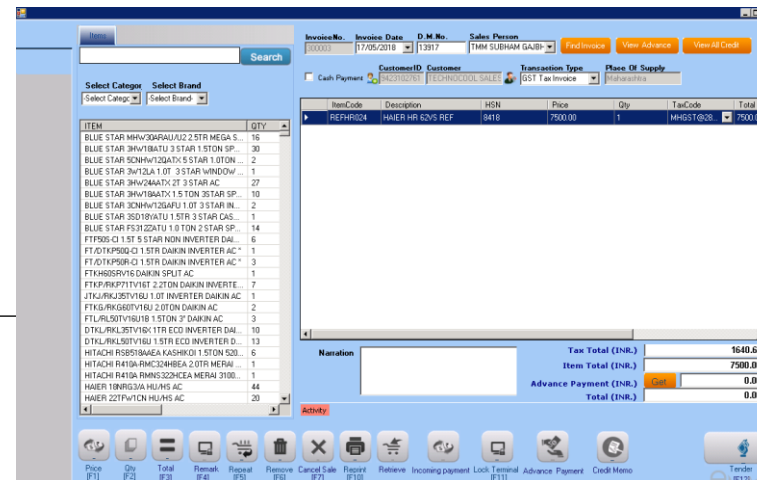 Items
Search
Select Categor Select Brand
-Select Categc -Select Brand-
ITEM QTY
BLUE STAR MHW30ARAU/U2 2.5TR MEGA S... 16
BLUE STAR 3HW18IATU 3 STAR 1.5TON SP... 30
BLUE STAR 5CNHW12QATX 5 STAR 1.0TON ... 2
BLUE STAR 3W12LA 1.0T 3 STAR WINDOW ... 1
BLUE STAR 3HW24AATX 2T 3 STAR AC 27
BLUE STAR 3HW18AATX 1.5 TON 3STAR SP... 10
BLUE STAR 3CNHW12GAFU 1.0T 3 STAR IN... 2
BLUE STAR 3SD18YATU 1.5TR 3 STAR CAS... 1
BLUE STAR FS312ZATU 1.0 TON 2 STAR SP... 14
FTF50S-CI 1.5T 5 STAR NON INVERTER DAI... 6
FT/DTKP50Q-CI 1.5TR DAIKIN INVERTER AC * 1
FT/DTKP50R-CI 1.5TR DAIKIN INVERTER AC * 3
FTKH60SRV16 DAIKIN SPLIT AC 1
FTKP/RKP71TV16T 2.2TON DAIKIN INVERTE... 7
JTKJ/RKJ35TV16U 1.0T INVERTER DAIKIN AC 1
FTKG/RKG60TV16U 2.0TON DAIKIN AC 2
FTL/RL50TV16U1B 1.5TON 3* DAIKIN AC 3
DTKL/RKL35TV16X 1TR ECO INVERTER DAI... 10
DTKL/RKL50TV16U 1.5TR ECO INVERTER D... 13
HITACHI RSB518AAEA KASHIKOI 1.5TON 520... 6
HITACHI R410A-RMC324HBEA 2.0TR MERAI ... 1
HITACHI R410A RMNS322HCEA MERAI 3100... 1
HAIER 18NRG3/A HU/HS AC 44
HAIER 22TFW1CN HU/HS AC 20
InvoiceNo. Invoice Date D.M.No. Sales Person
300003 17/05/2018 13917 TMM SUBHAM GAJBH Find Invoice View Advance View All Credit
CustomerID Customer Transaction Type Place Of Supply
Cash Payment 9423102761 TECHNOCOOL SALES GST Tax Invoice Maharashtra
ItemCode Description HSN Price Qty TaxCode Total
REFHR024 HAIER HR 62VS REF 8418 7500.00 1 MHGST@28... 7500.0
Narration
Tax Total (INR.) 1640.6
Item Total (INR.) 7500.0
Advance Payment (INR.) Get 0.0
Total (INR.) 0.0
Activity
Price Qty Total Remark Repeat Remove Cancel Sale Reprint Retrieve Incoming payment Lock Terminal Advance Payment Credit Memo Tender
[F1] [F2] [F3] [F4] [F5] [F6] [F7] [F10] [F11] [F12]